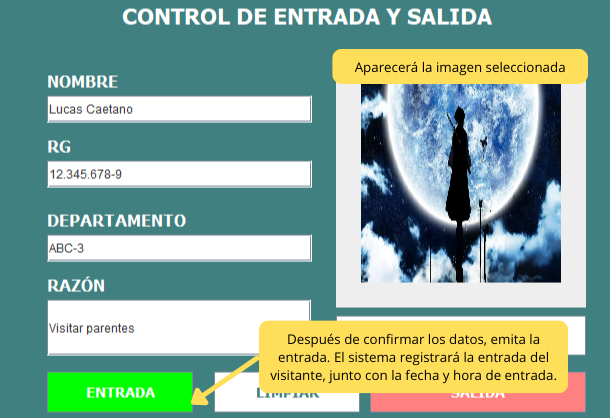 CONTROL DE ENTRADA Y SALIDA
Aparecerá la imagen seleccionada
NOMBRE
Lucas Caetano
RG
12.345.678-9
DEPARTAMENTO
ABC-3
RAZÓN
Visitar parentes
Después de confirmar los datos, emita la
entrada. El sistema registrará la entrada del
visitante, junto con la fecha y hora de entrada.
ENTRADA
LIMPIAR
SALIDA